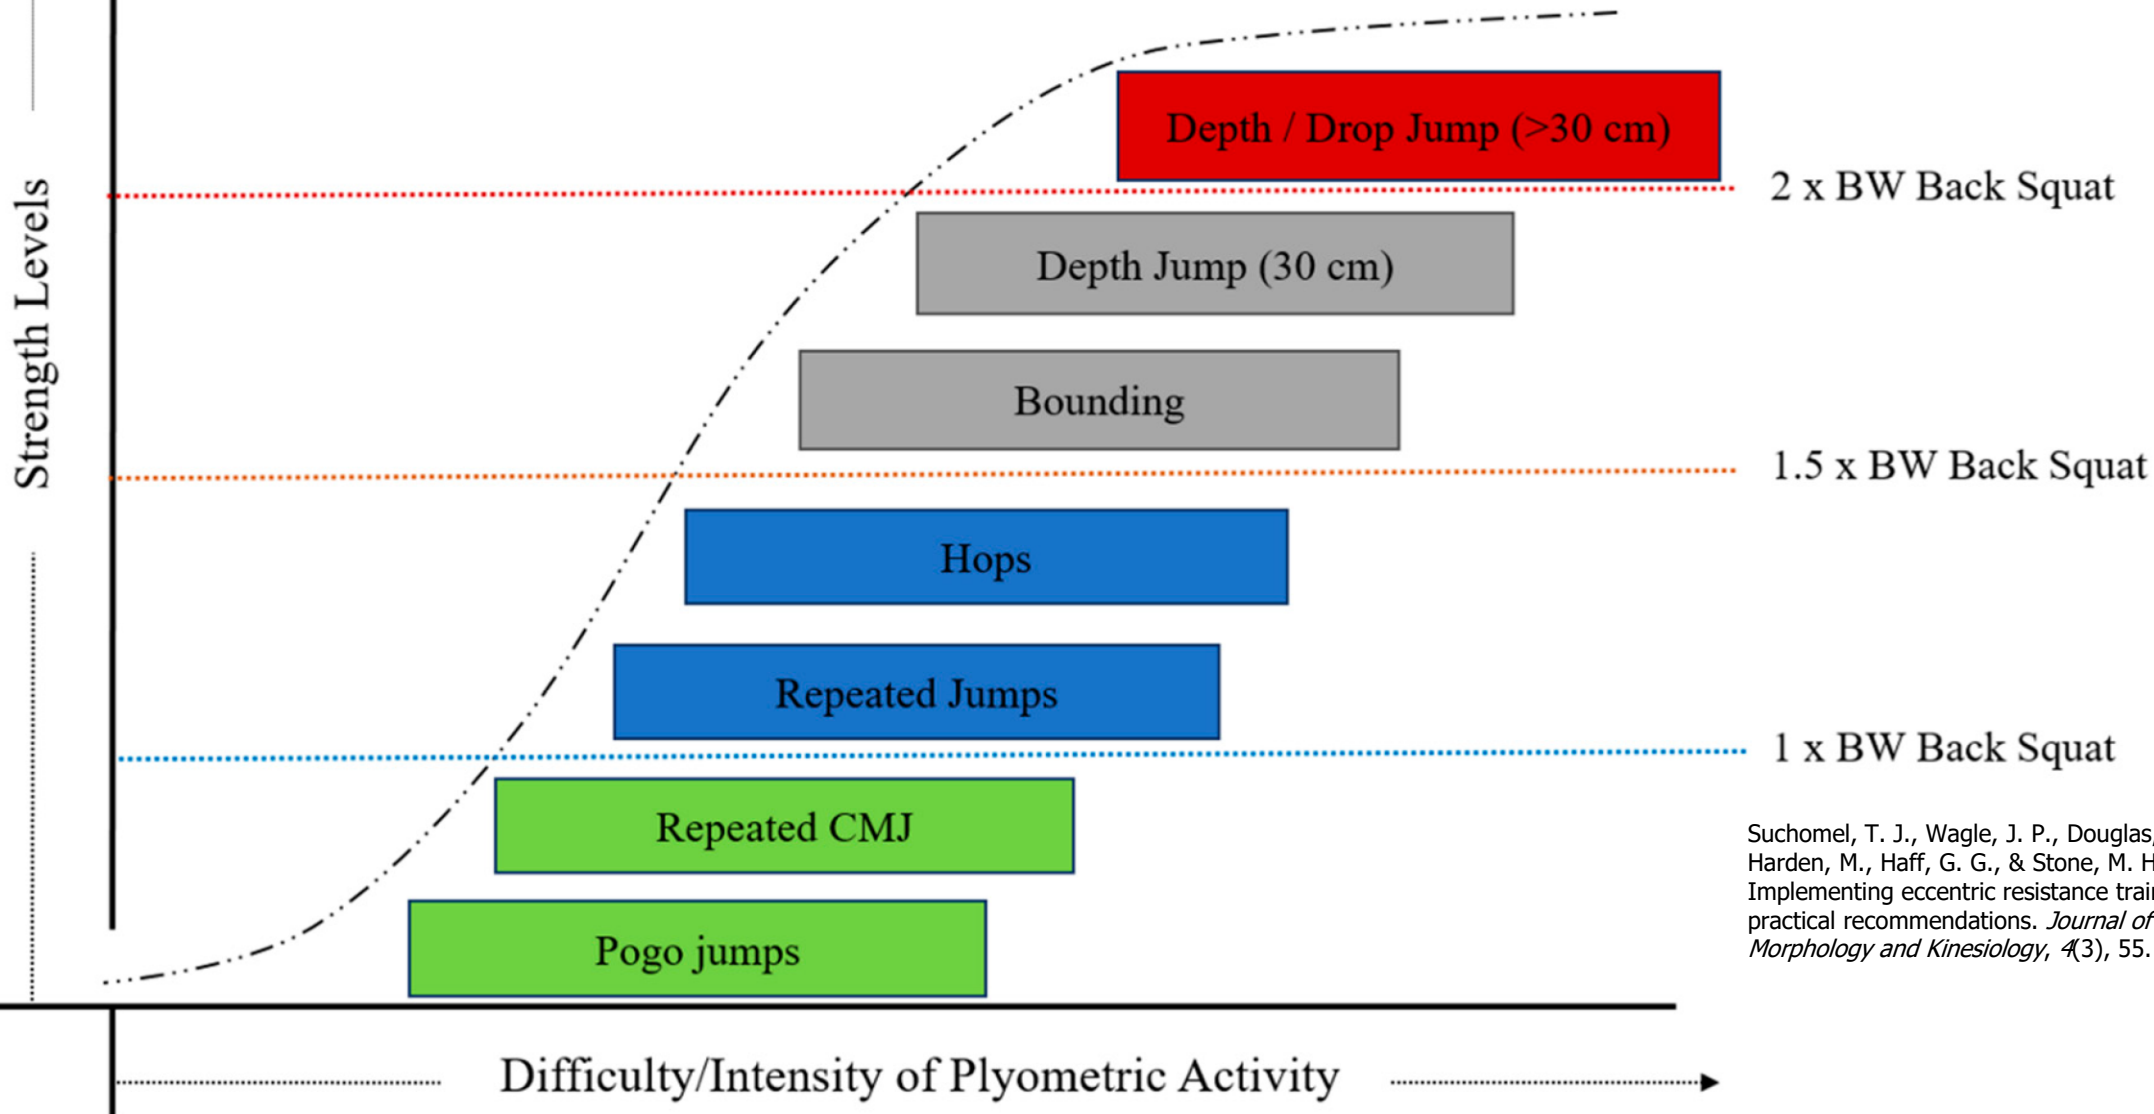 Strength Levels
Depth / Drop Jump (>30 cm)
2 x BW Back Squat
Depth Jump (30 cm)
Bounding
1.5 x BW Back Squat
Hops
Repeated Jumps
1 x BW Back Squat
Repeated CMJ
Pogo jumps
Suchomel, T. J., Wagle, J. P., Douglas,
Harden, M., Haff, G. G., & Stone, M. H
Implementing eccentric resistance trai
practical recommendations. Journal of
Morphology and Kinesiology, 4(3), 55.
Difficulty/Intensity of Plyometric Activity